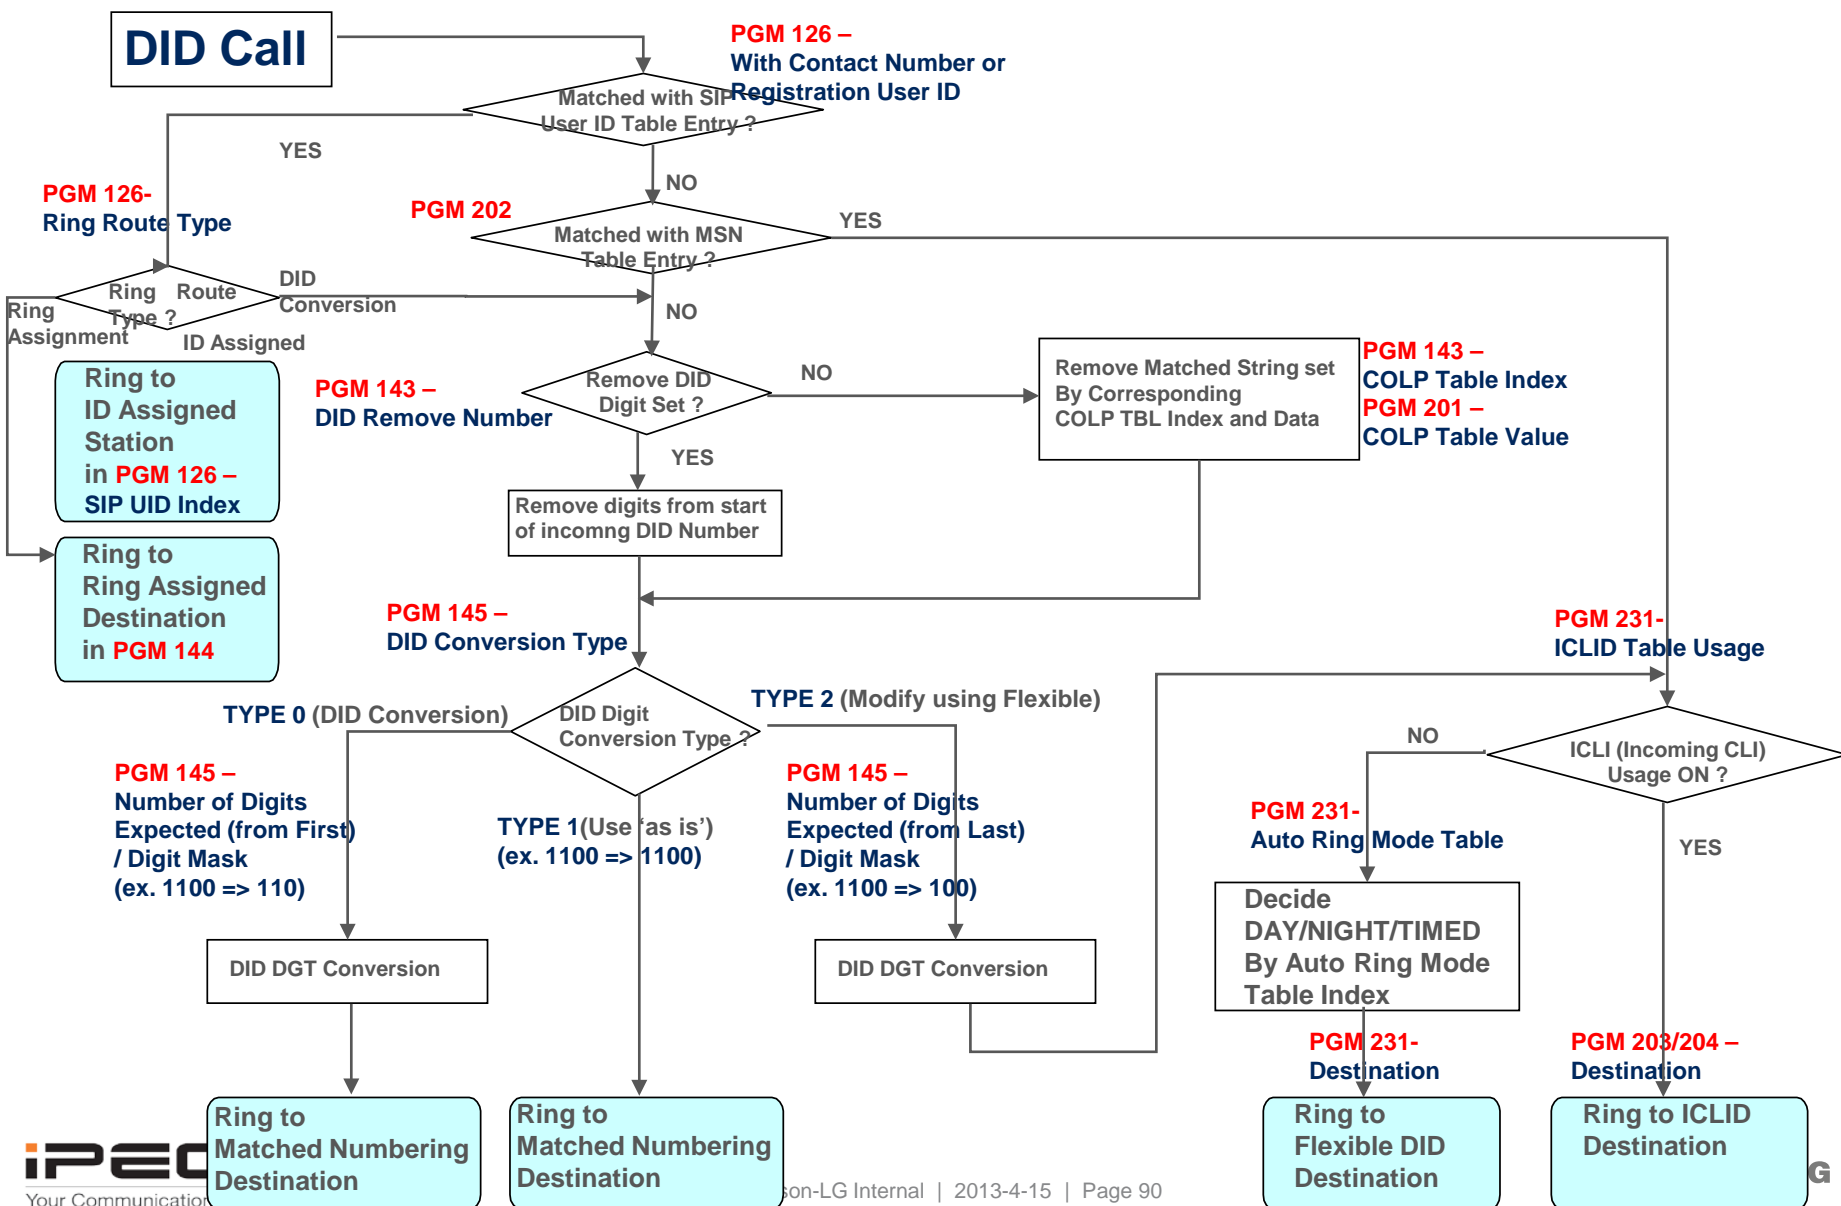 DID Call
PGM 126 –
With Contact Number or
Registration User ID
Matched with SIP
User ID Table Entry ?
YES
NO
PGM 126-
Ring Route Type
PGM 202
Matched with MSN
Table Entry ?
YES
Ring Route
Type ?
DID
Conversion
Ring
Assignment
ID Assigned
NO
Ring to
ID Assigned
Station
in PGM 126 –
SIP UID Index
PGM 143 –
DID Remove Number
Remove DID
Digit Set ?
NO
Remove Matched String set
By Corresponding
COLP TBL Index and Data
PGM 143 –
COLP Table Index
PGM 201 –
COLP Table Value
YES
Remove digits from start
of incomng DID Number
Ring to
Ring Assigned
Destination
in PGM 144
PGM 145 –
DID Conversion Type
PGM 231-
ICLID Table Usage
TYPE 0 (DID Conversion)
DID Digit
Conversion Type ?
TYPE 2 (Modify using Flexible)
NO
ICLI (Incoming CLI)
Usage ON ?
PGM 145 –
Number of Digits
Expected (from First)
/ Digit Mask
(ex. 1100 => 110)
TYPE 1(Use ‘as is’)
(ex. 1100 => 1100)
PGM 145 –
Number of Digits
Expected (from Last)
/ Digit Mask
(ex. 1100 => 100)
PGM 231-
Auto Ring Mode Table
YES
Decide
DAY/NIGHT/TIMED
By Auto Ring Mode
Table Index
DID DGT Conversion
DID DGT Conversion
PGM 231-
Destination
PGM 203/204 –
Destination
Ring to
Matched Numbering
Destination
Ring to
Matched Numbering
Destination
Ring to
Flexible DID
Destination
Ring to ICLID
Destination
iPEC
Your Communication
son-LG Internal | 2013-4-15 | Page 90
G